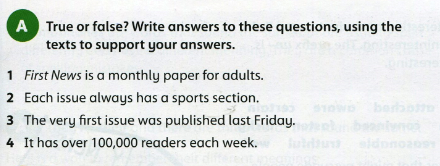 A True or false? Write answers to these questions, using the
texts to support your answers.
1 First News is a monthly paper for adults.
2 Each issue always has a sports section.
3 The very first issue was published last Friday.
4 It has over 100,000 readers each week.